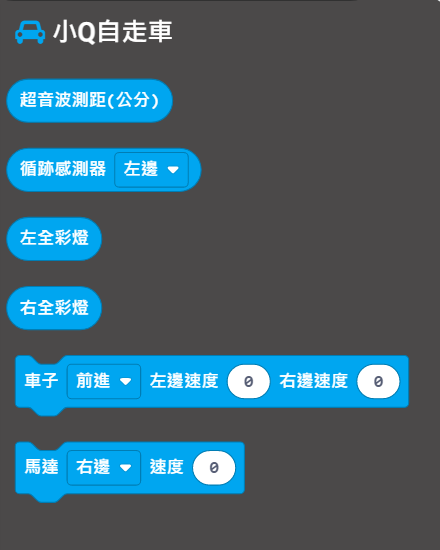 小Q自走車
超音波測距(公分)
循跡感測器 左邊
左全彩燈
右全彩燈
車子 前進 左邊速度 0 右邊速度 0
馬達 右邊 速度 0